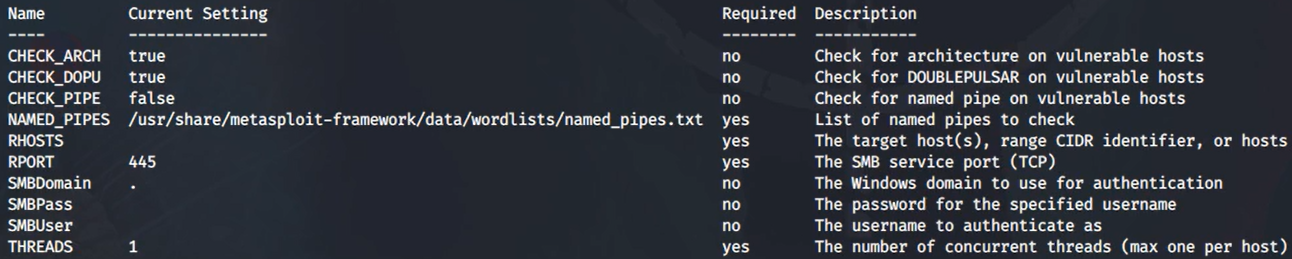 Name Current Setting Required Description
---- --------------- -------- -----------
CHECK_ARCH true no Check for architecture on vulnerable hosts
CHECK_DOPU true no Check for DOUBLEPULSAR on vulnerable hosts
CHECK_PIPE false no Check for named pipe on vulnerable hosts
NAMED_PIPES /usr/share/metasploit-framework/data/wordlists/named_pipes.txt yes List of named pipes to check
RHOSTS yes The target host(s), range CIDR identifier, or hosts
RPORT 445 yes The SMB service port (TCP)
SMBDomain . no The Windows domain to use for authentication
SMBPass no The password for the specified username
SMBUser no The username to authenticate as
THREADS 1 yes The number of concurrent threads (max one per host)